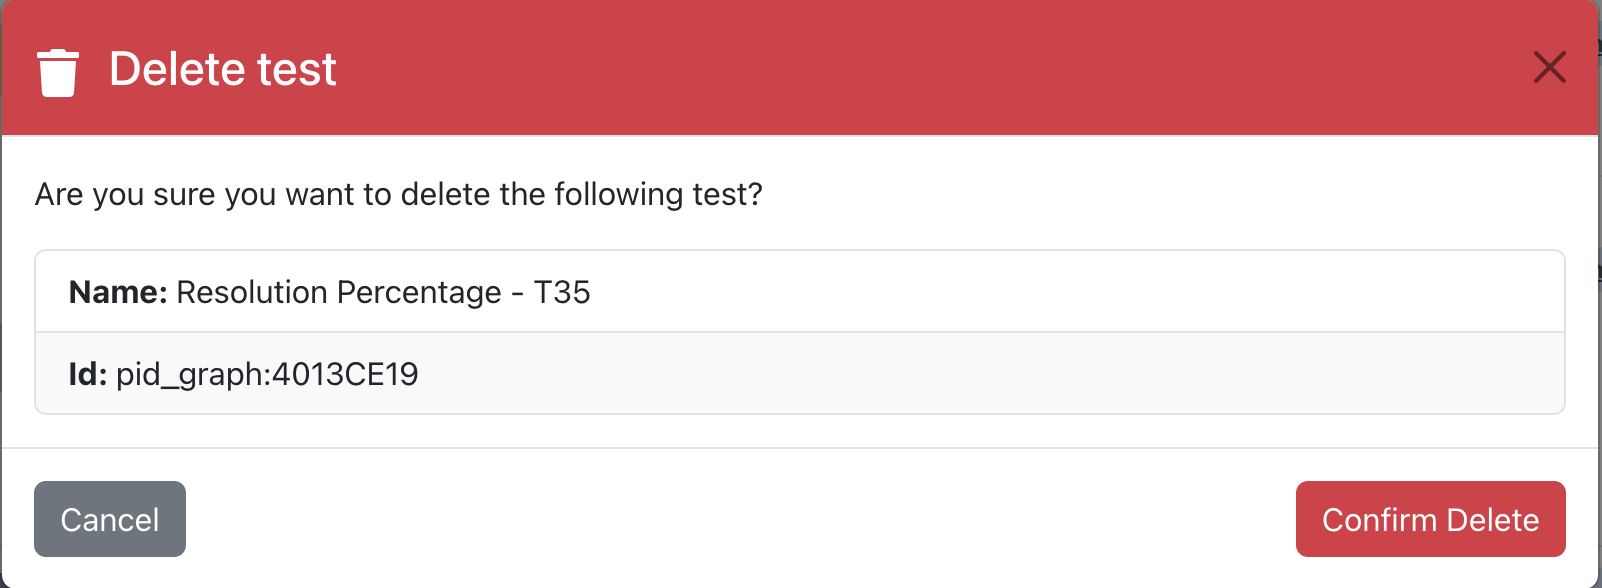 Delete test
Are you sure you want to delete the following test?
Name: Resolution Percentage - T35
Id: pid_graph:4013CE19
Cancel
Confirm Delete